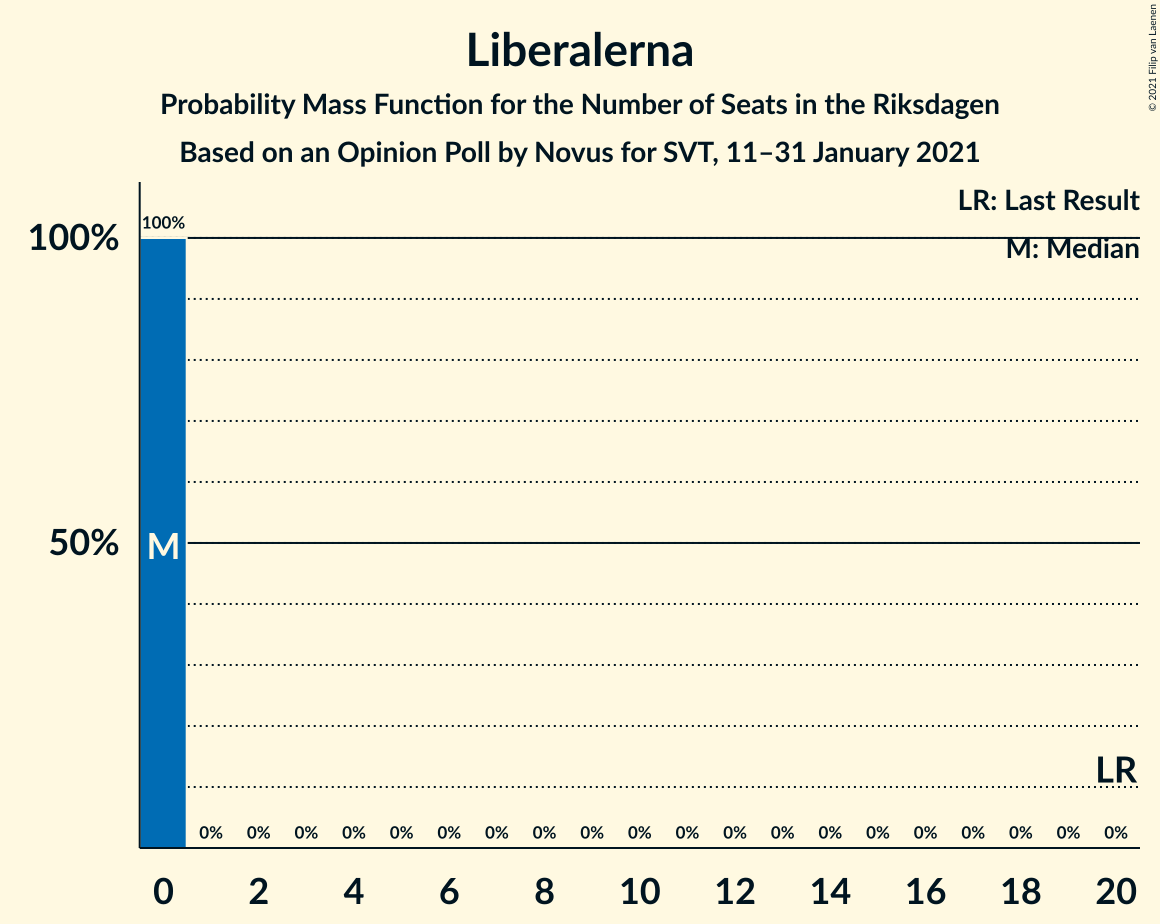 Liberalerna
Probability Mass Function for the Number of Seats in the Riksdagen
Based on an Opinion Poll by Novus for SVT, 11–31 January 2021
© 2021 Filip van Laenen
LR: Last Result
M: Median
100%
100%
50%
M
LR
0% 0% 0% 0% 0% 0% 0% 0% 0% 0% 0% 0% 0% 0% 0% 0% 0% 0% 0% 0%
0 2 4 6 8 10 12 14 16 18 20